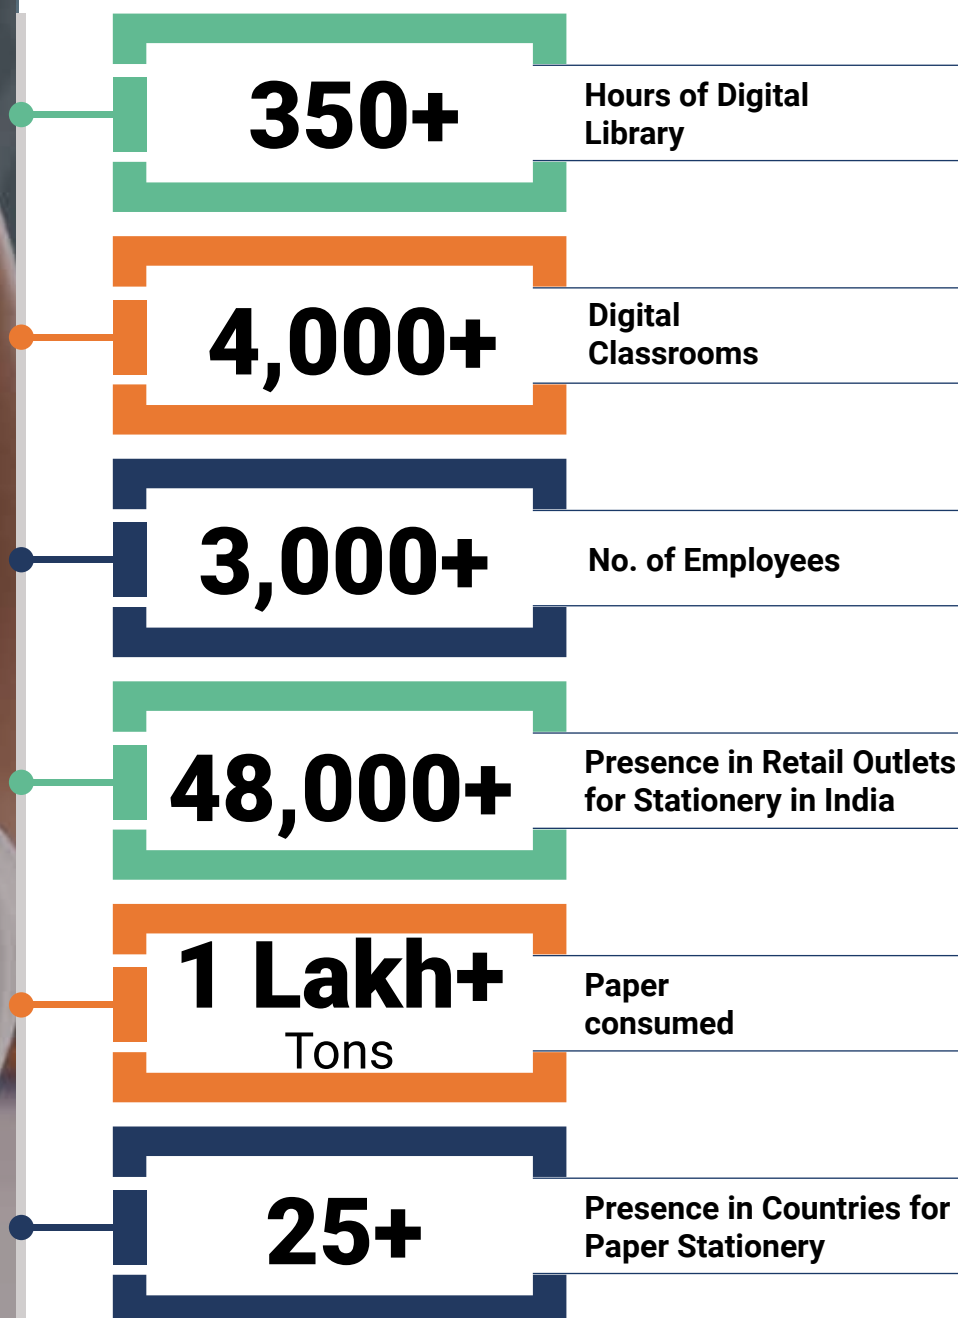 350+
Hours of Digital
Library
4,000+
Digital
Classrooms
3,000+
No. of Employees
48,000+
Presence in Retail Outlets
for Stationery in India
1 Lakh+
Tons
Paper
consumed
25+
Presence in Countries for
Paper Stationery